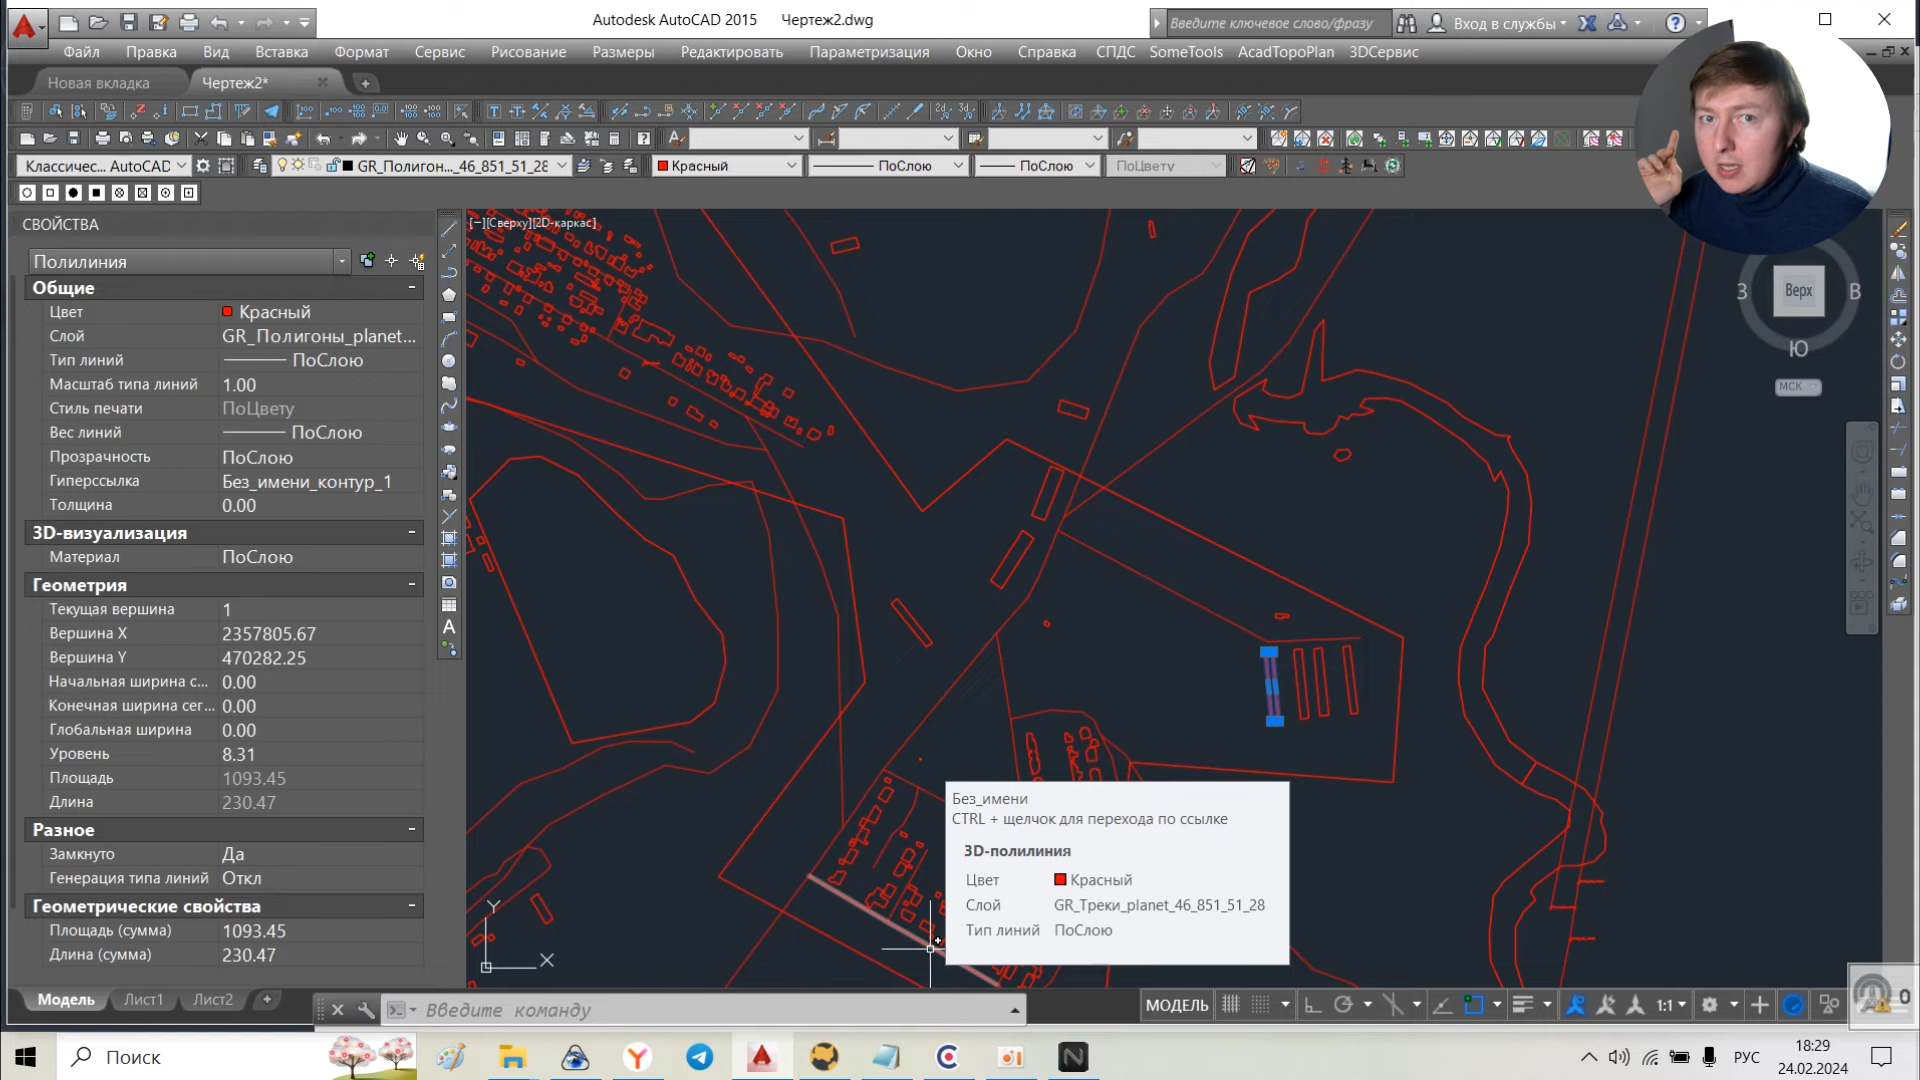 Autodesk AutoCAD 2015 Чертеж2.dwg
Введите ключевое слово/фразу
Вход в службы
Файл Правка Вид Вставка Формат Сервис Рисование Размеры Редактировать Параметризация Окно Справка СПДС SomeTools AcadTopoPlan 3DСервис
Новая вкладка Чертеж2*
Классичес... AutoCAD
GR_Полигон..._46_851_51_28
Красный
ПоСлою
ПоСлою
ПоЦвету
СВОЙСТВА
[−][Сверху][2D-каркас]
Полилиния
Общие
Цвет Красный
Слой GR_Полигоны_planet...
Тип линий ПоСлою
Масштаб типа линий 1.00
Стиль печати ПоЦвету
Вес линий ПоСлою
Прозрачность ПоСлою
Гиперссылка Без_имени_контур_1
Толщина 0.00
3D-визуализация
Материал ПоСлою
Геометрия
Текущая вершина 1
Вершина X 2357805.67
Вершина Y 470282.25
Начальная ширина с... 0.00
Конечная ширина сег... 0.00
Глобальная ширина 0.00
Уровень 8.31
Площадь 1093.45
Длина 230.47
Разное
Замкнуто Да
Генерация типа линий Откл
Геометрические свойства
Площадь (сумма) 1093.45
Длина (сумма) 230.47
З Верх В
Ю
МСК
Без_имени
CTRL + щелчок для перехода по ссылке
3D-полилиния
Цвет Красный
Слой GR_Треки_planet_46_851_51_28
Тип линий ПоСлою
Y
X
Модель Лист1 Лист2
Введите команду
МОДЕЛЬ
1:1
0
Поиск
РУС
18:29
24.02.2024